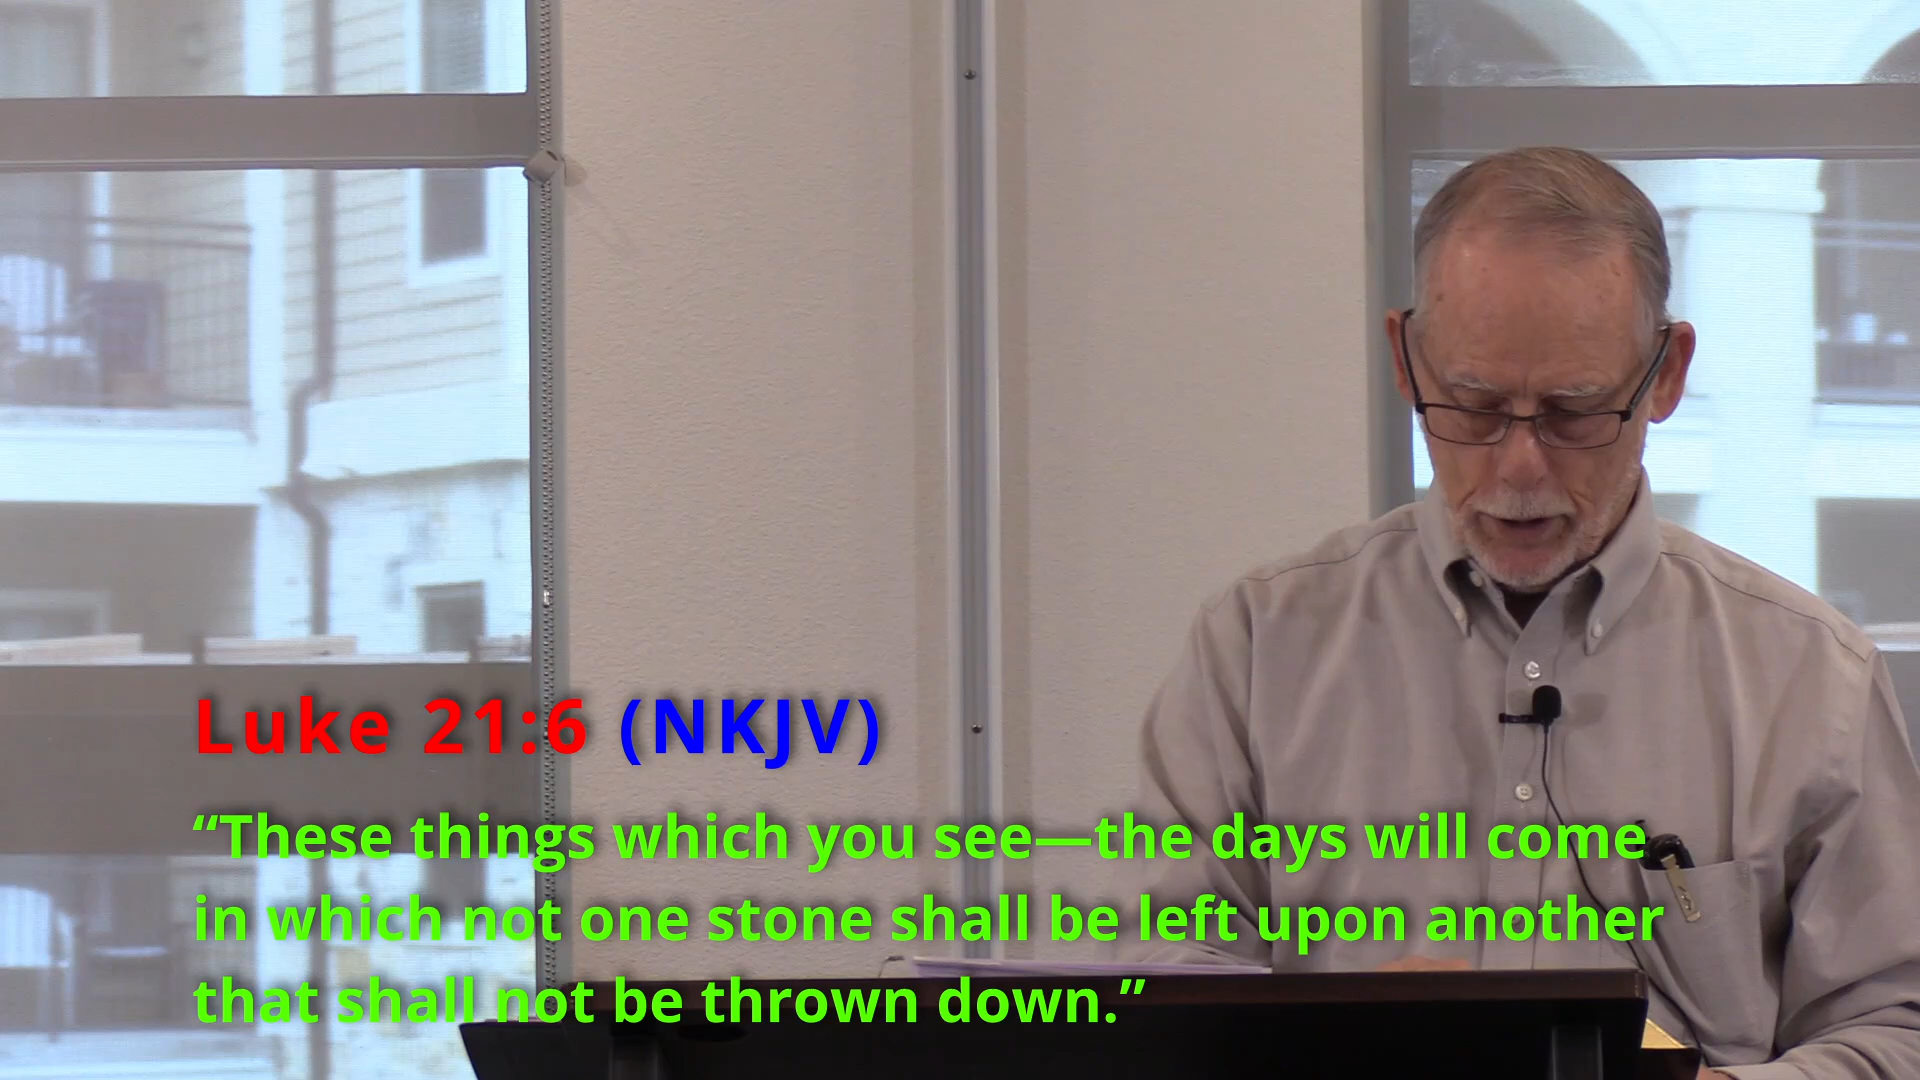 Luke 21:6 (NKJV)
“These things which you see—the days will come
in which not one stone shall be left upon another
that shall not be thrown down.”